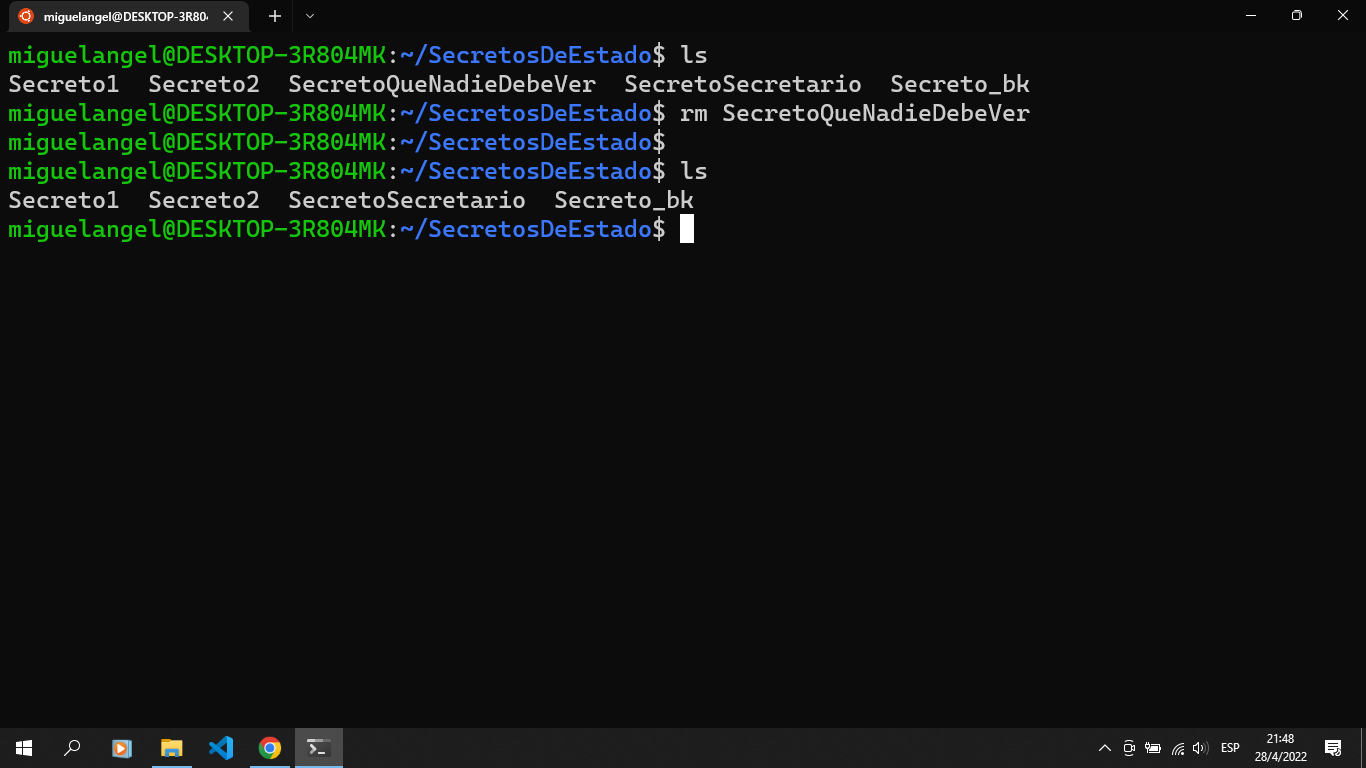 miguelangel@DESKTOP-3R80
miguelangel@DESKTOP-3R804MK:~/SecretosDeEstado$ ls
Secreto1  Secreto2  SecretoQueNadieDebeVer  SecretoSecretario  Secreto_bk
miguelangel@DESKTOP-3R804MK:~/SecretosDeEstado$ rm SecretoQueNadieDebeVer
miguelangel@DESKTOP-3R804MK:~/SecretosDeEstado$
miguelangel@DESKTOP-3R804MK:~/SecretosDeEstado$ ls
Secreto1  Secreto2  SecretoSecretario  Secreto_bk
miguelangel@DESKTOP-3R804MK:~/SecretosDeEstado$
ESP
21:48
28/4/2022